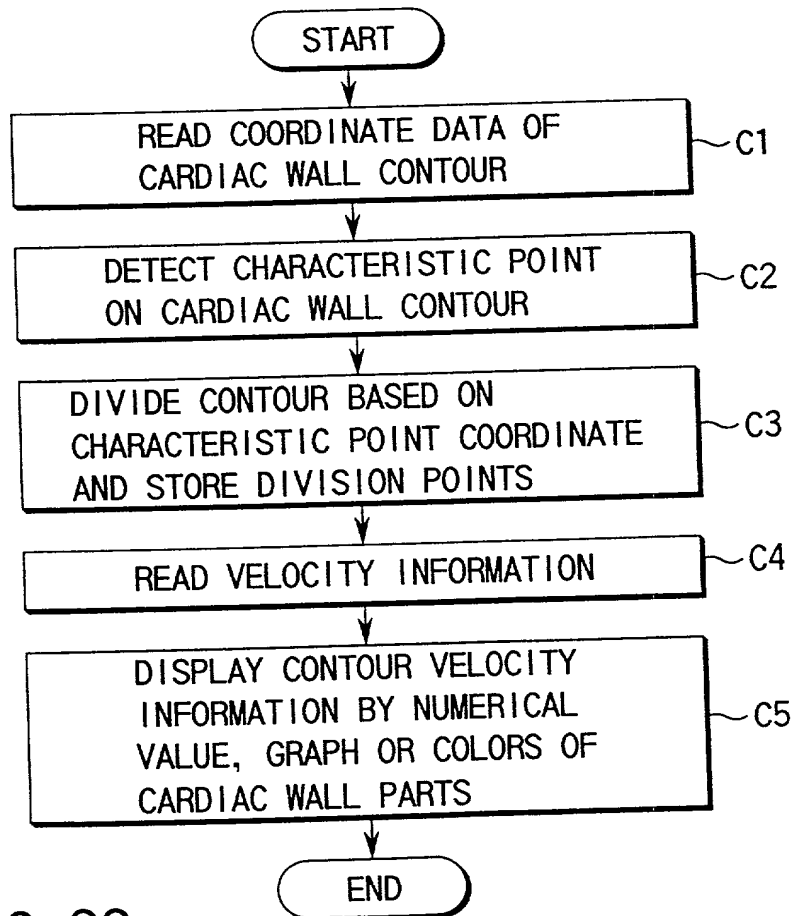 START
READ COORDINATE DATA OF
CARDIAC WALL CONTOUR
C1
DETECT CHARACTERISTIC POINT
ON CARDIAC WALL CONTOUR
C2
DIVIDE CONTOUR BASED ON
CHARACTERISTIC POINT COORDINATE
AND STORE DIVISION POINTS
C3
READ VELOCITY INFORMATION
C4
DISPLAY CONTOUR VELOCITY
INFORMATION BY NUMERICAL
VALUE, GRAPH OR COLORS OF
CARDIAC WALL PARTS
C5
END